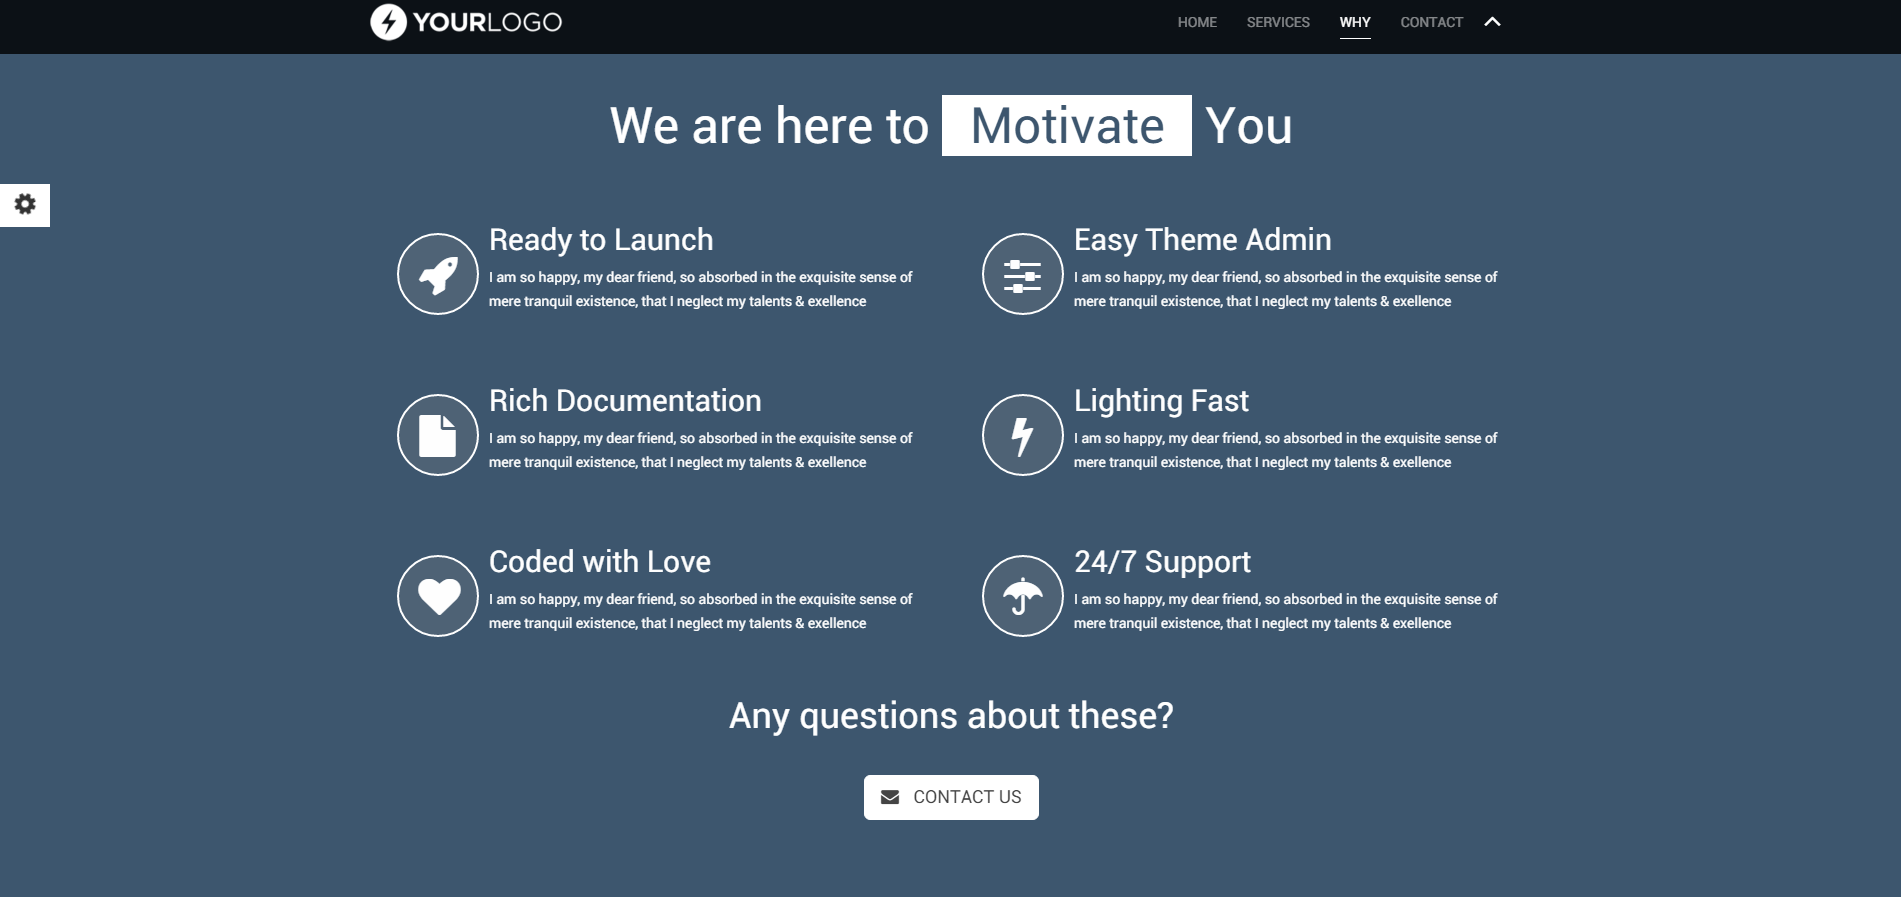 YOURLOGO
HOME SERVICES WHY CONTACT
We are here to Motivate You
Ready to Launch
I am so happy, my dear friend, so absorbed in the exquisite sense of
mere tranquil existence, that I neglect my talents & exellence
Easy Theme Admin
I am so happy, my dear friend, so absorbed in the exquisite sense of
mere tranquil existence, that I neglect my talents & exellence
Rich Documentation
I am so happy, my dear friend, so absorbed in the exquisite sense of
mere tranquil existence, that I neglect my talents & exellence
Lighting Fast
I am so happy, my dear friend, so absorbed in the exquisite sense of
mere tranquil existence, that I neglect my talents & exellence
Coded with Love
I am so happy, my dear friend, so absorbed in the exquisite sense of
mere tranquil existence, that I neglect my talents & exellence
24/7 Support
I am so happy, my dear friend, so absorbed in the exquisite sense of
mere tranquil existence, that I neglect my talents & exellence
Any questions about these?
CONTACT US